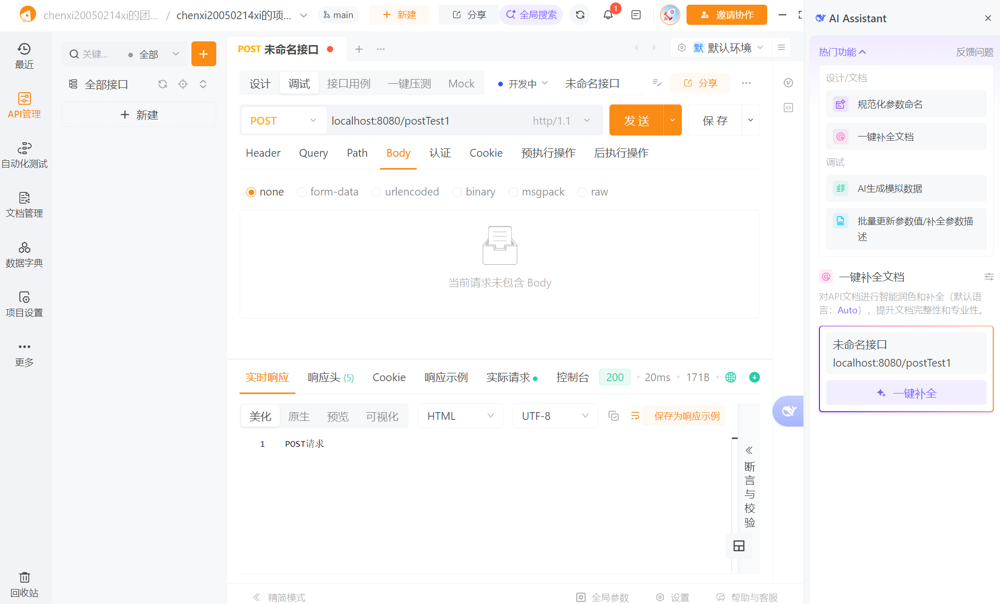 chenxi20050214xi的团... / chenxi20050214xi的项... main 新建 分享 全局搜索 1 邀请协作
AI Assistant
最近
API管理
自动化测试
文档管理
数据字典
项目设置
更多
回收站
关键... 全部
全部接口
新建
POST 未命名接口
默 默认环境
设计 调试 接口用例 一键压测 Mock 开发中 未命名接口 分享
POST localhost:8080/postTest1 http/1.1 发 送 保 存
Header Query Path Body 认证 Cookie 预执行操作 后执行操作
none form-data urlencoded binary msgpack raw
当前请求未包含 Body
实时响应 响应头 (5) Cookie 响应示例 实际请求 控制台 200 20ms 171B
美化 原生 预览 可视化 HTML UTF-8 保存为响应示例
1 POST请求
断言与校验
精简模式 全局参数 设置 帮助与客服
热门功能 反馈问题
设计/文档
规范化参数命名
一键补全文档
调试
AI生成模拟数据
批量更新参数值/补全参数描
述
一键补全文档
对API文档进行智能润色和补全（默认语
言：Auto），提升文档完整性和专业性。
未命名接口
localhost:8080/postTest1
一键补全